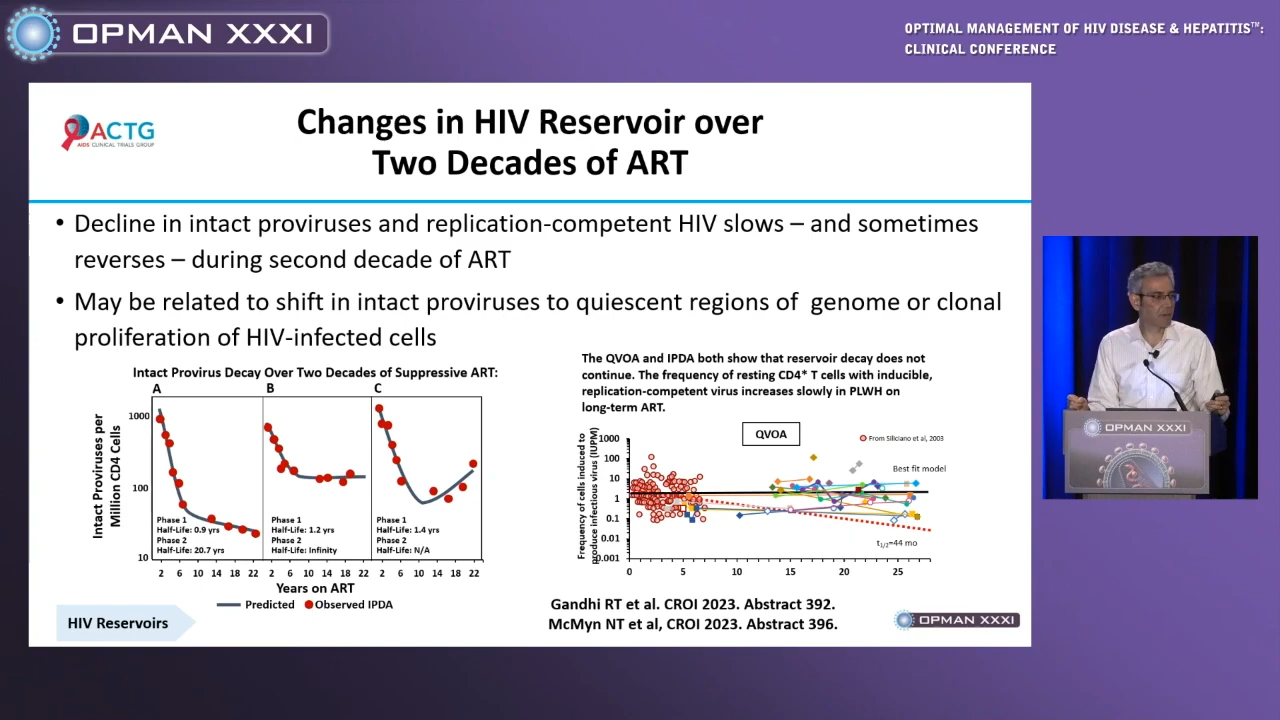 OPMAN XXXI
OPTIMAL MANAGEMENT OF HIV DISEASE & HEPATITIS™:
CLINICAL CONFERENCE
ACTG
AIDS CLINICAL TRIALS GROUP
Changes in HIV Reservoir over
Two Decades of ART
• Decline in intact proviruses and replication-competent HIV slows – and sometimes
reverses – during second decade of ART
• May be related to shift in intact proviruses to quiescent regions of genome or clonal
proliferation of HIV-infected cells
Intact Provirus Decay Over Two Decades of Suppressive ART:
A B C
Intact Proviruses per
Million CD4 Cells
1000
100
10
Phase 1
Half-Life: 0.9 yrs
Phase 2
Half-Life: 20.7 yrs
Phase 1
Half-Life: 1.2 yrs
Phase 2
Half-Life: Infinity
Phase 1
Half-Life: 1.4 yrs
Phase 2
Half-Life: N/A
2 6 10 14 18 22 2 6 10 14 18 22 2 6 10 14 18 22
Years on ART
Predicted Observed IPDA
The QVOA and IPDA both show that reservoir decay does not
continue. The frequency of resting CD4* T cells with inducible,
replication-competent virus increases slowly in PLWH on
long-term ART.
QVOA
From Siliciano et al, 2003
Frequency of cells induced to
produce infectious virus (IUPM)
1000
100
10
1
0.1
0.01
0.001
Best fit model
t1/2=44 mo
0 5 10 15 20 25
Gandhi RT et al. CROI 2023. Abstract 392.
McMyn NT et al, CROI 2023. Abstract 396.
HIV Reservoirs
OPMAN XXXI
OPMAN XXXI